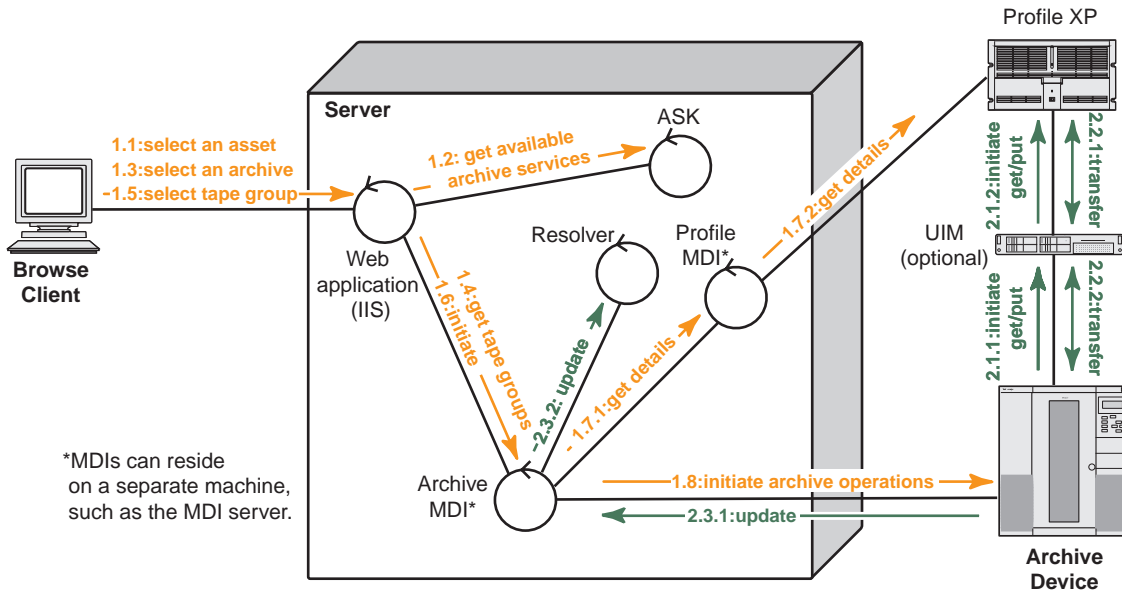 Profile XP
Server
ASK
1.1:select an asset
1.3:select an archive
1.5:select tape group
1.2: get available
archive services
1.7.2:get details
2.1.2:initiate
get/put
2.2.1:transfer
Resolver
Profile
MDI*
UIM
(optional)
Browse
Client
Web
application
(IIS)
1.4:get tape groups
1.6:initiate
2.3.2: update
1.7.1:get details
2.1.1:initiate
get/put
2.2.2:transfer
*MDIs can reside
on a separate machine,
such as the MDI server.
Archive
MDI*
1.8:initiate archive operations
2.3.1:update
Archive
Device